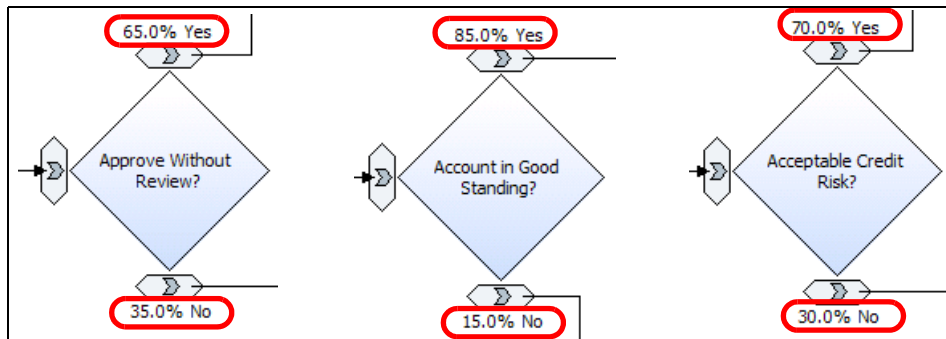 65.0% Yes
Approve Without
Review?
35.0% No
85.0% Yes
Account in Good
Standing?
15.0% No
70.0% Yes
Acceptable Credit
Risk?
30.0% No